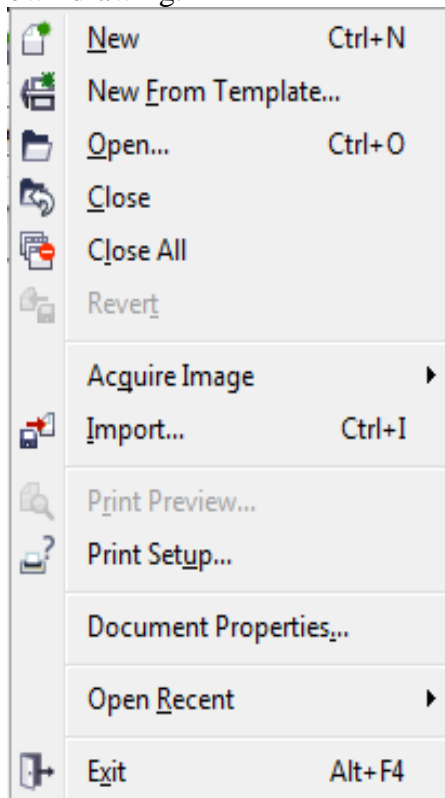 New Ctrl+N
New From Template...
Open... Ctrl+O
Close
Close All
Revert
Acquire Image
Import... Ctrl+I
Print Preview...
Print Setup...
Document Properties...
Open Recent
Exit Alt+F4